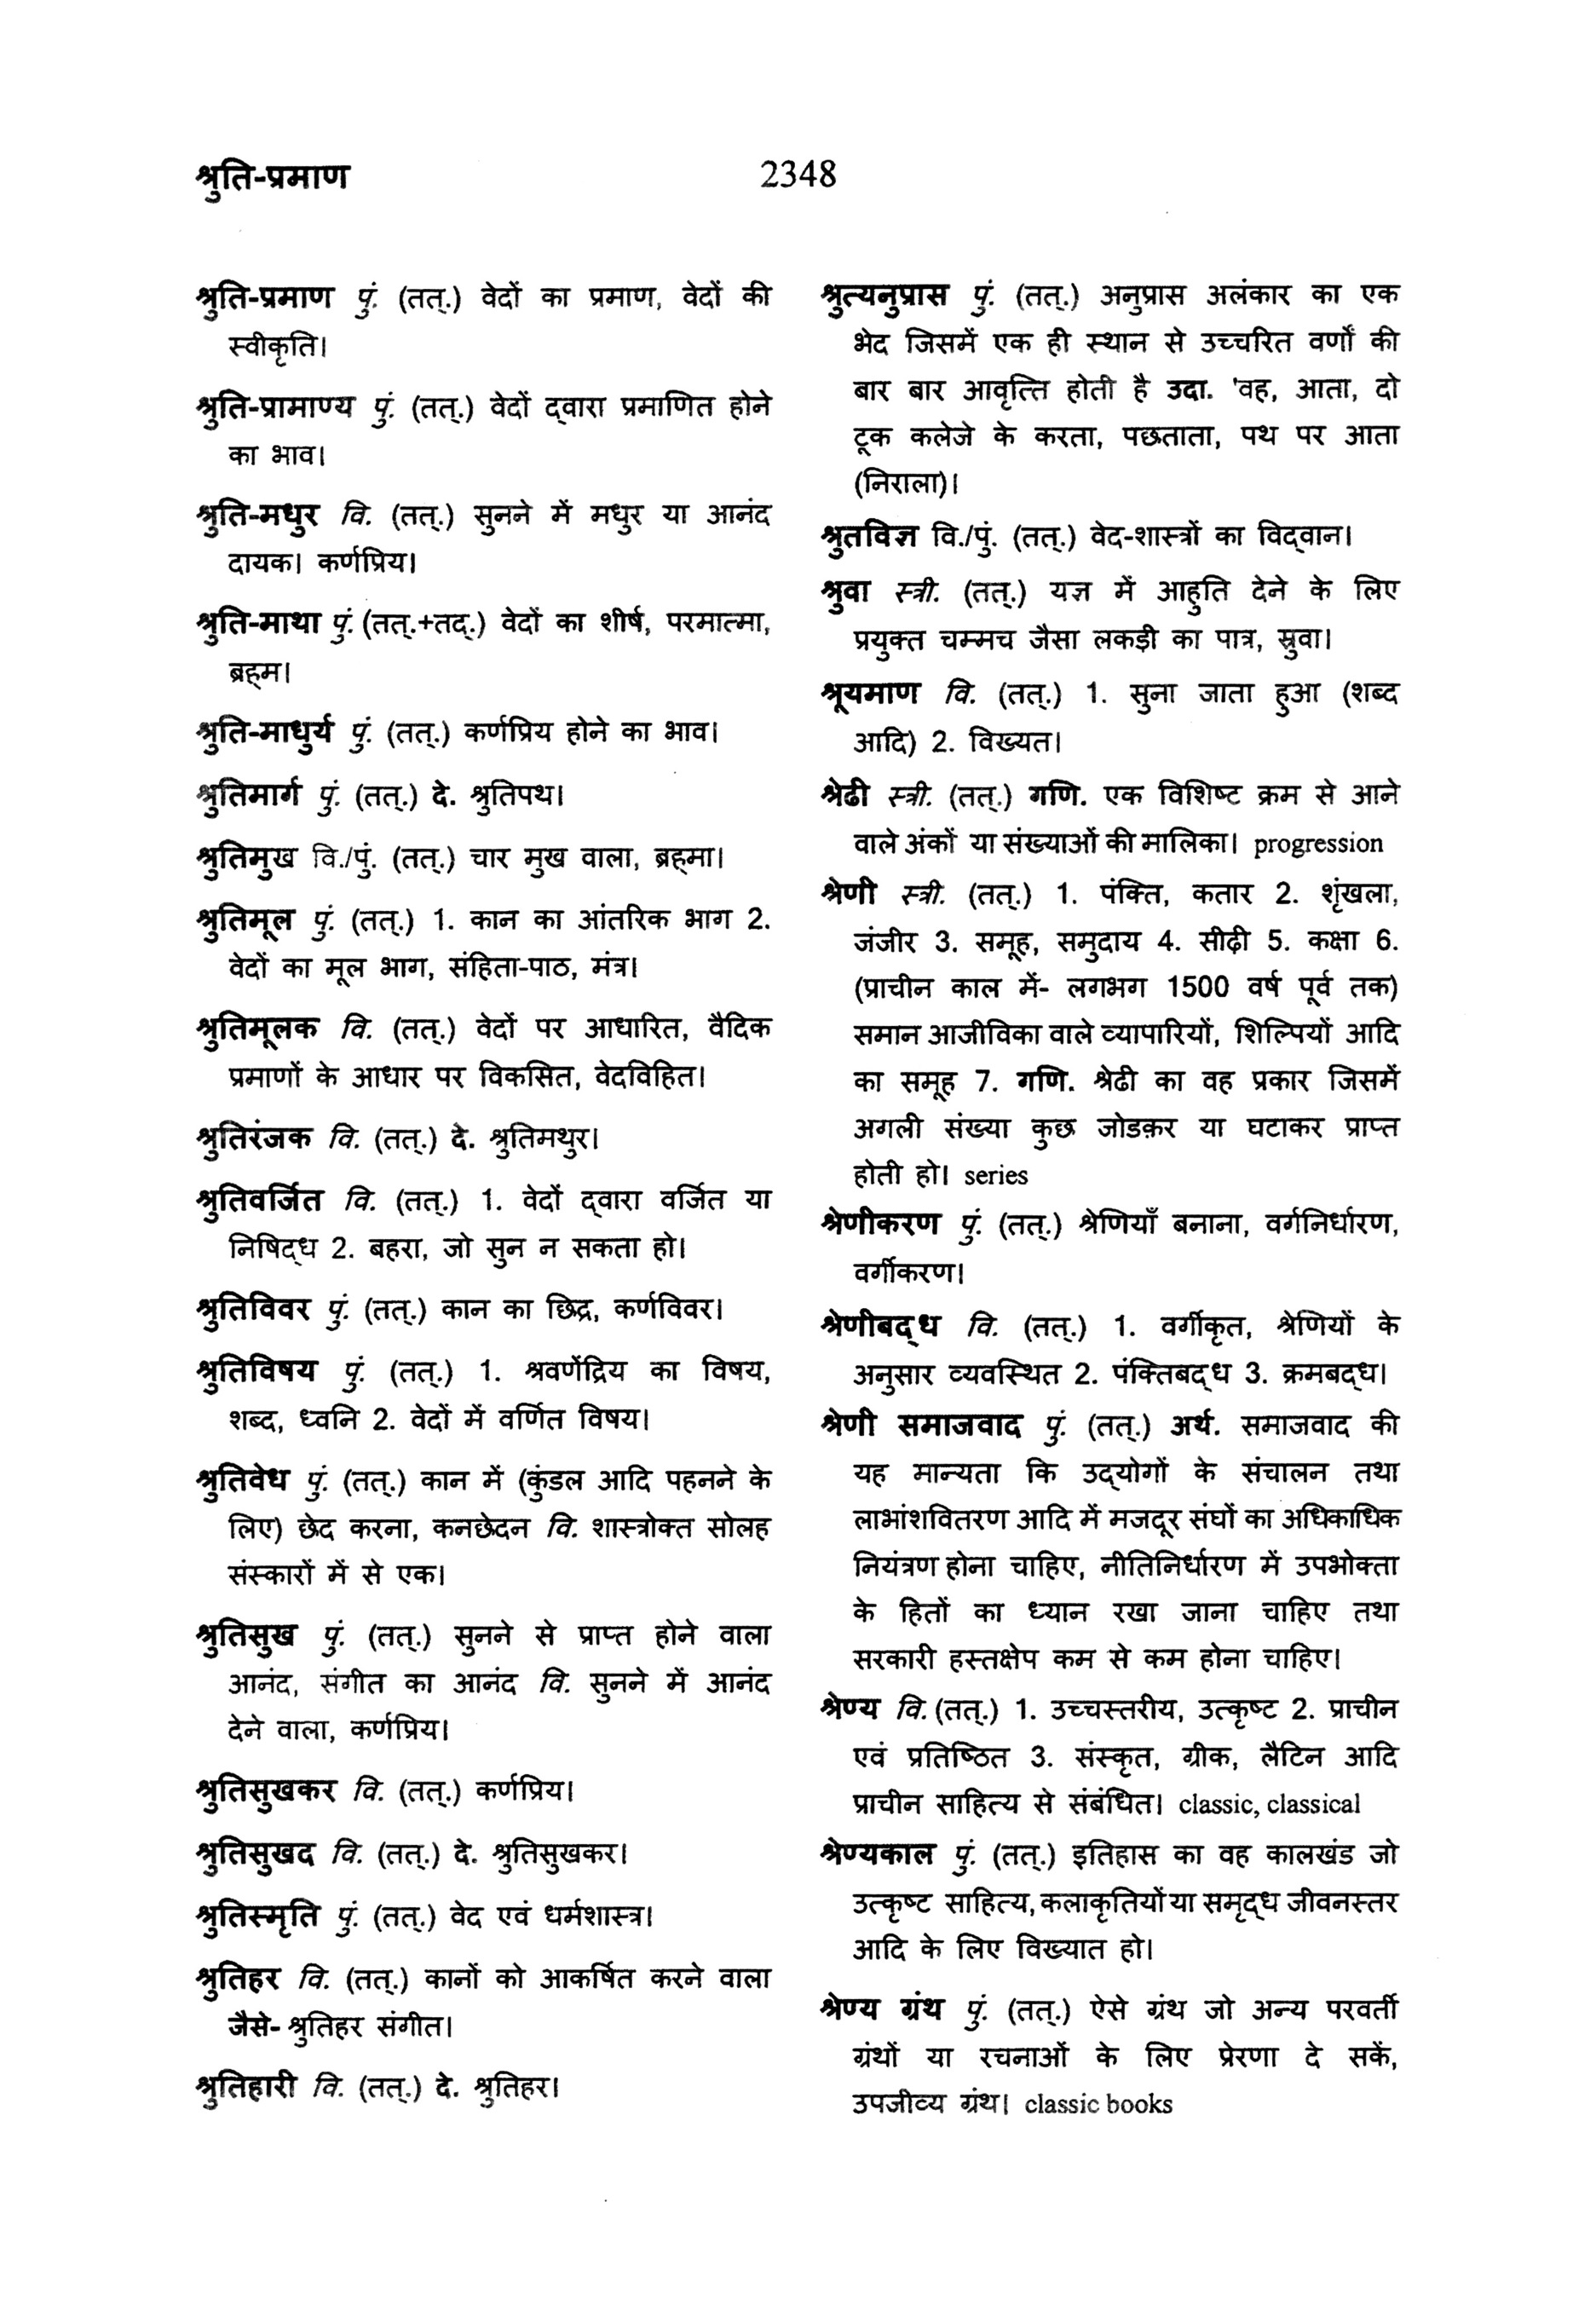 श्रुति-प्रमाण
2348
श्रुति-प्रमाण पुं. (तत्.) वेदों का प्रमाण, वेदों की
स्वीकृति।
श्रुति-प्रामाण्य पुं. (तत्.) वेदों द्‌वारा प्रमाणित होने
का भाव।
श्रुति-मधुर वि. (तत्.) सुनने में मधुर या आनंद
दायक। कर्णप्रिय।
श्रुति-माथा पुं. (तत्.+तद्.) वेदों का शीर्ष, परमात्मा,
ब्रह्‌म।
श्रुति-माधुर्य पुं. (तत्.) कर्णप्रिय होने का भाव।
श्रुतिमार्ग पुं. (तत्.) दे. श्रुतिपथ।
श्रुतिमुख वि./पुं. (तत्.) चार मुख वाला, ब्रह्‌मा।
श्रुतिमूल पुं. (तत्.) 1. कान का आंतरिक भाग 2.
वेदों का मूल भाग, संहिता-पाठ, मंत्र।
श्रुतिमूलक वि. (तत्.) वेदों पर आधारित, वैदिक
प्रमाणों के आधार पर विकसित, वेदविहित।
श्रुतिरंजक वि. (तत्.) दे. श्रुतिमथुर।
श्रुतिवर्जित वि. (तत्.) 1. वेदों द्‌वारा वर्जित या
निषिद्‌ध 2. बहरा, जो सुन न सकता हो।
श्रुतिविवर पुं. (तत्.) कान का छिद्र, कर्णविवर।
श्रुतिविषय पुं. (तत्.) 1. श्रवणेंद्रिय का विषय,
शब्द, ध्वनि 2. वेदों में वर्णित विषय।
श्रुतिवेध पुं. (तत्.) कान में (कुंडल आदि पहनने के
लिए) छेद करना, कनछेदन वि. शास्त्रोक्त सोलह
संस्कारों में से एक।
श्रुतिसुख पुं. (तत्.) सुनने से प्राप्त होने वाला
आनंद, संगीत का आनंद वि. सुनने में आनंद
देने वाला, कर्णप्रिय।
श्रुतिसुखकर वि. (तत्.) कर्णप्रिय।
श्रुतिसुखद वि. (तत्.) दे. श्रुतिसुखकर।
श्रुतिस्मृति पुं. (तत्.) वेद एवं धर्मशास्त्र।
श्रुतिहर वि. (तत्.) कानों को आकर्षित करने वाला
जैसे- श्रुतिहर संगीत।
श्रुतिहारी वि. (तत्.) दे. श्रुतिहर।
श्रुत्यनुप्रास पुं. (तत्.) अनुप्रास अलंकार का एक
भेद जिसमें एक ही स्थान से उच्चरित वर्णों की
बार बार आवृत्ति होती है उदा. 'वह, आता, दो
टूक कलेजे के करता, पछताता, पथ पर आता
(निराला)।
श्रुतविज्ञ वि./पुं. (तत्.) वेद-शास्त्रों का विद्‌वान।
श्रुवा स्त्री. (तत्.) यज्ञ में आहुति देने के लिए
प्रयुक्त चम्मच जैसा लकड़ी का पात्र, स्रुवा।
श्रूयमाण वि. (तत्.) 1. सुना जाता हुआ (शब्द
आदि) 2. विख्यत।
श्रेढी स्त्री. (तत्.) गणि. एक विशिष्ट क्रम से आने
वाले अंकों या संख्याओं की मालिका। progression
श्रेणी स्त्री. (तत्.) 1. पंक्ति, कतार 2. शृंखला,
जंजीर 3. समूह, समुदाय 4. सीढ़ी 5. कक्षा 6.
(प्राचीन काल में- लगभग 1500 वर्ष पूर्व तक)
समान आजीविका वाले व्यापारियों, शिल्पियों आदि
का समूह 7. गणि. श्रेढी का वह प्रकार जिसमें
अगली संख्या कुछ जोडक़र या घटाकर प्राप्त
होती हो। series
श्रेणीकरण पुं. (तत्.) श्रेणियाँ बनाना, वर्गनिर्धारण,
वर्गीकरण।
श्रेणीबद्‌ध वि. (तत्.) 1. वर्गीकृत, श्रेणियों के
अनुसार व्यवस्थित 2. पंक्तिबद्‌ध 3. क्रमबद्‌ध।
श्रेणी समाजवाद पुं. (तत्.) अर्थ. समाजवाद की
यह मान्यता कि उद्‌योगों के संचालन तथा
लाभांशवितरण आदि में मजदूर संघों का अधिकाधिक
नियंत्रण होना चाहिए, नीतिनिर्धारण में उपभोक्ता
के हितों का ध्यान रखा जाना चाहिए तथा
सरकारी हस्तक्षेप कम से कम होना चाहिए।
श्रेण्य वि. (तत्.) 1. उच्चस्तरीय, उत्कृष्ट 2. प्राचीन
एवं प्रतिष्ठित 3. संस्कृत, ग्रीक, लैटिन आदि
प्राचीन साहित्य से संबंधित। classic, classical
श्रेण्यकाल पुं. (तत्.) इतिहास का वह कालखंड जो
उत्कृष्ट साहित्य, कलाकृतियों या समृद्‌ध जीवनस्तर
आदि के लिए विख्यात हो।
श्रेण्य ग्रंथ पुं. (तत्.) ऐसे ग्रंथ जो अन्य परवर्ती
ग्रंथों या रचनाओं के लिए प्रेरणा दे सकें,
उपजीव्य ग्रंथ। classic books